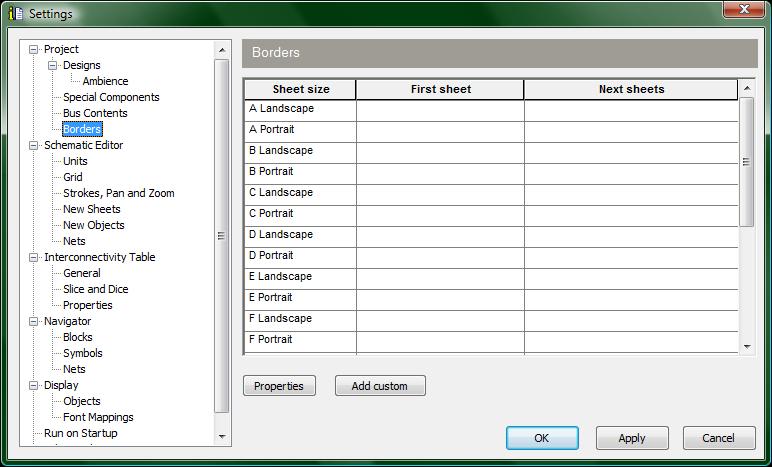 Settings
Project
Designs
Ambience
Special Components
Bus Contents
Borders
Schematic Editor
Units
Grid
Strokes, Pan and Zoom
New Sheets
New Objects
Nets
Interconnectivity Table
General
Slice and Dice
Properties
Navigator
Blocks
Symbols
Nets
Display
Objects
Font Mappings
Run on Startup
Borders
Sheet size First sheet Next sheets
A Landscape
A Portrait
B Landscape
B Portrait
C Landscape
C Portrait
D Landscape
D Portrait
E Landscape
E Portrait
F Landscape
F Portrait
Properties Add custom
OK Apply Cancel